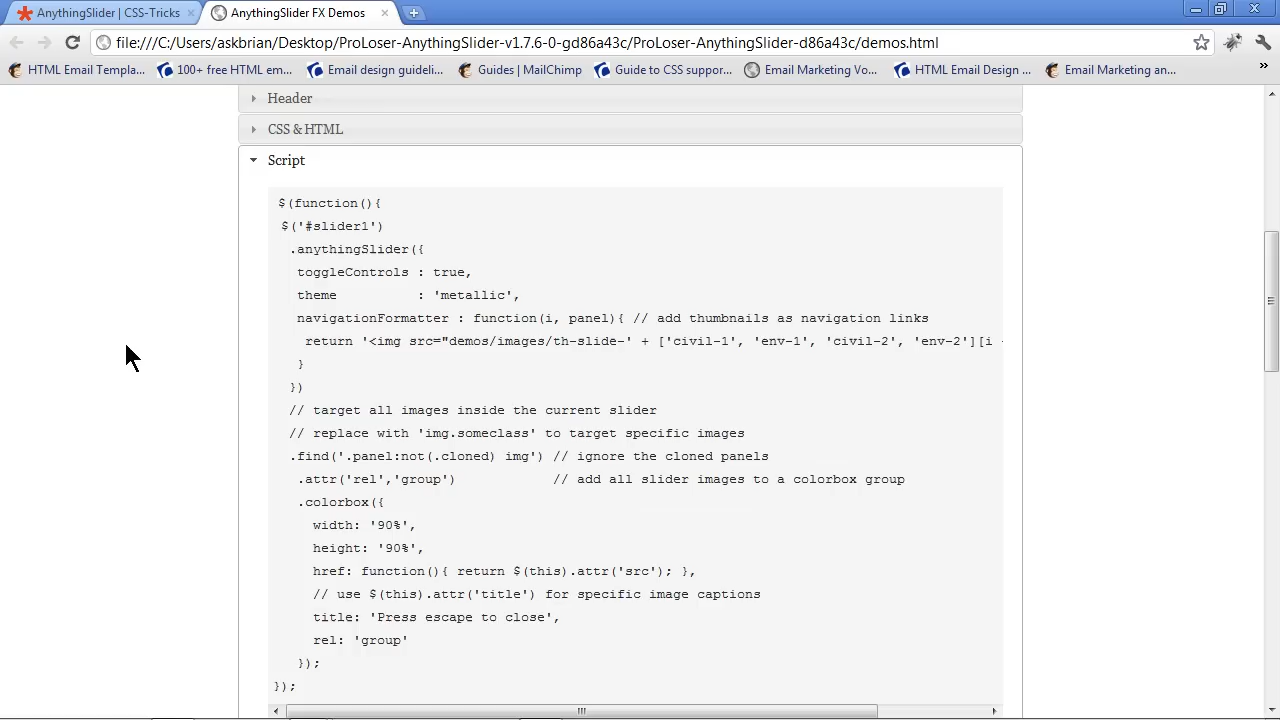 AnythingSlider | CSS-Tricks
AnythingSlider FX Demos
file:///C:/Users/askbrian/Desktop/ProLoser-AnythingSlider-v1.7.6-0-gd86a43c/ProLoser-AnythingSlider-d86a43c/demos.html
HTML Email Templa... 100+ free HTML em... Email design guideli... Guides | MailChimp Guide to CSS suppor... Email Marketing Vo... HTML Email Design ... Email Marketing an... »
Header
CSS & HTML
Script
$(function(){
$('#slider1')
.anythingSlider({
toggleControls : true,
theme : 'metallic',
navigationFormatter : function(i, panel){ // add thumbnails as navigation links
return '<img src="demos/images/th-slide-' + ['civil-1', 'env-1', 'civil-2', 'env-2'][i -
}
})
// target all images inside the current slider
// replace with 'img.someclass' to target specific images
.find('.panel:not(.cloned) img') // ignore the cloned panels
.attr('rel','group') // add all slider images to a colorbox group
.colorbox({
width: '90%',
height: '90%',
href: function(){ return $(this).attr('src'); },
// use $(this).attr('title') for specific image captions
title: 'Press escape to close',
rel: 'group'
});
});